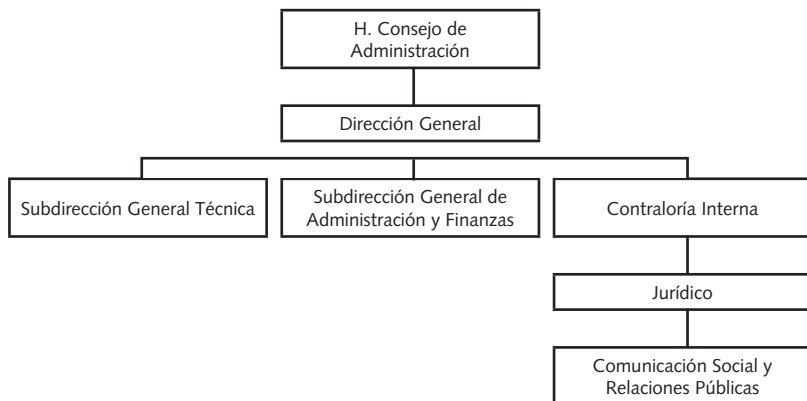 H. Consejo de
Administración
Dirección General
Subdirección General Técnica
Subdirección General de
Administración y Finanzas
Contraloría Interna
Jurídico
Comunicación Social y
Relaciones Públicas